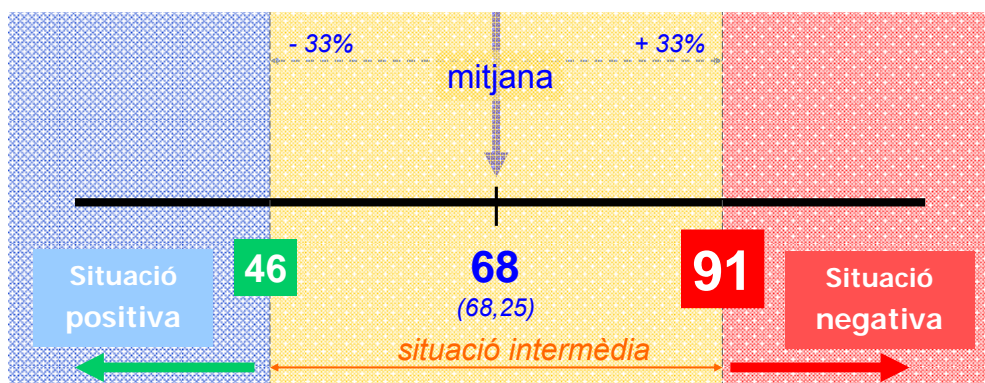 - 33%
+ 33%
mitjana
46
68
(68,25)
91
Situació
positiva
Situació
negativa
situació intermèdia